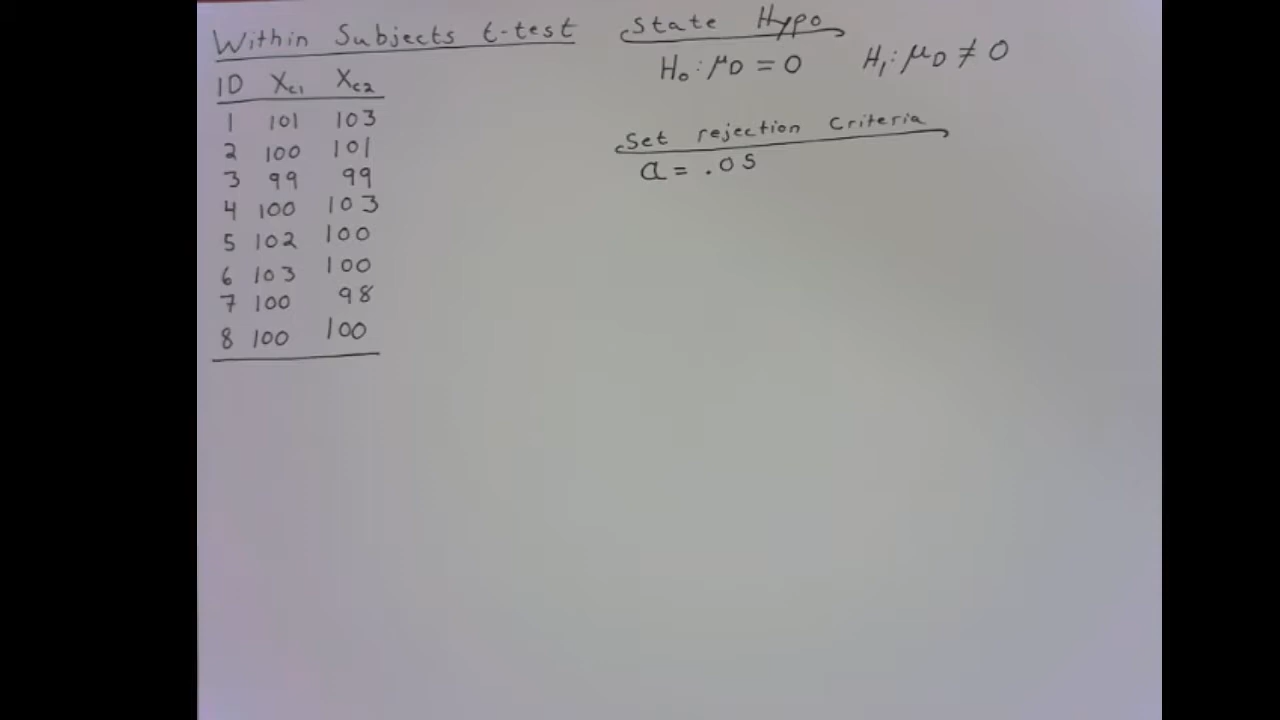 Within Subjects t-test
ID Xc1 Xc2
1 101 103
2 100 101
3 99 99
4 100 103
5 102 100
6 103 100
7 100 98
8 100 100
State Hypo
H₀: μD = 0 H₁: μD ≠ 0
Set rejection Criteria
a = .05